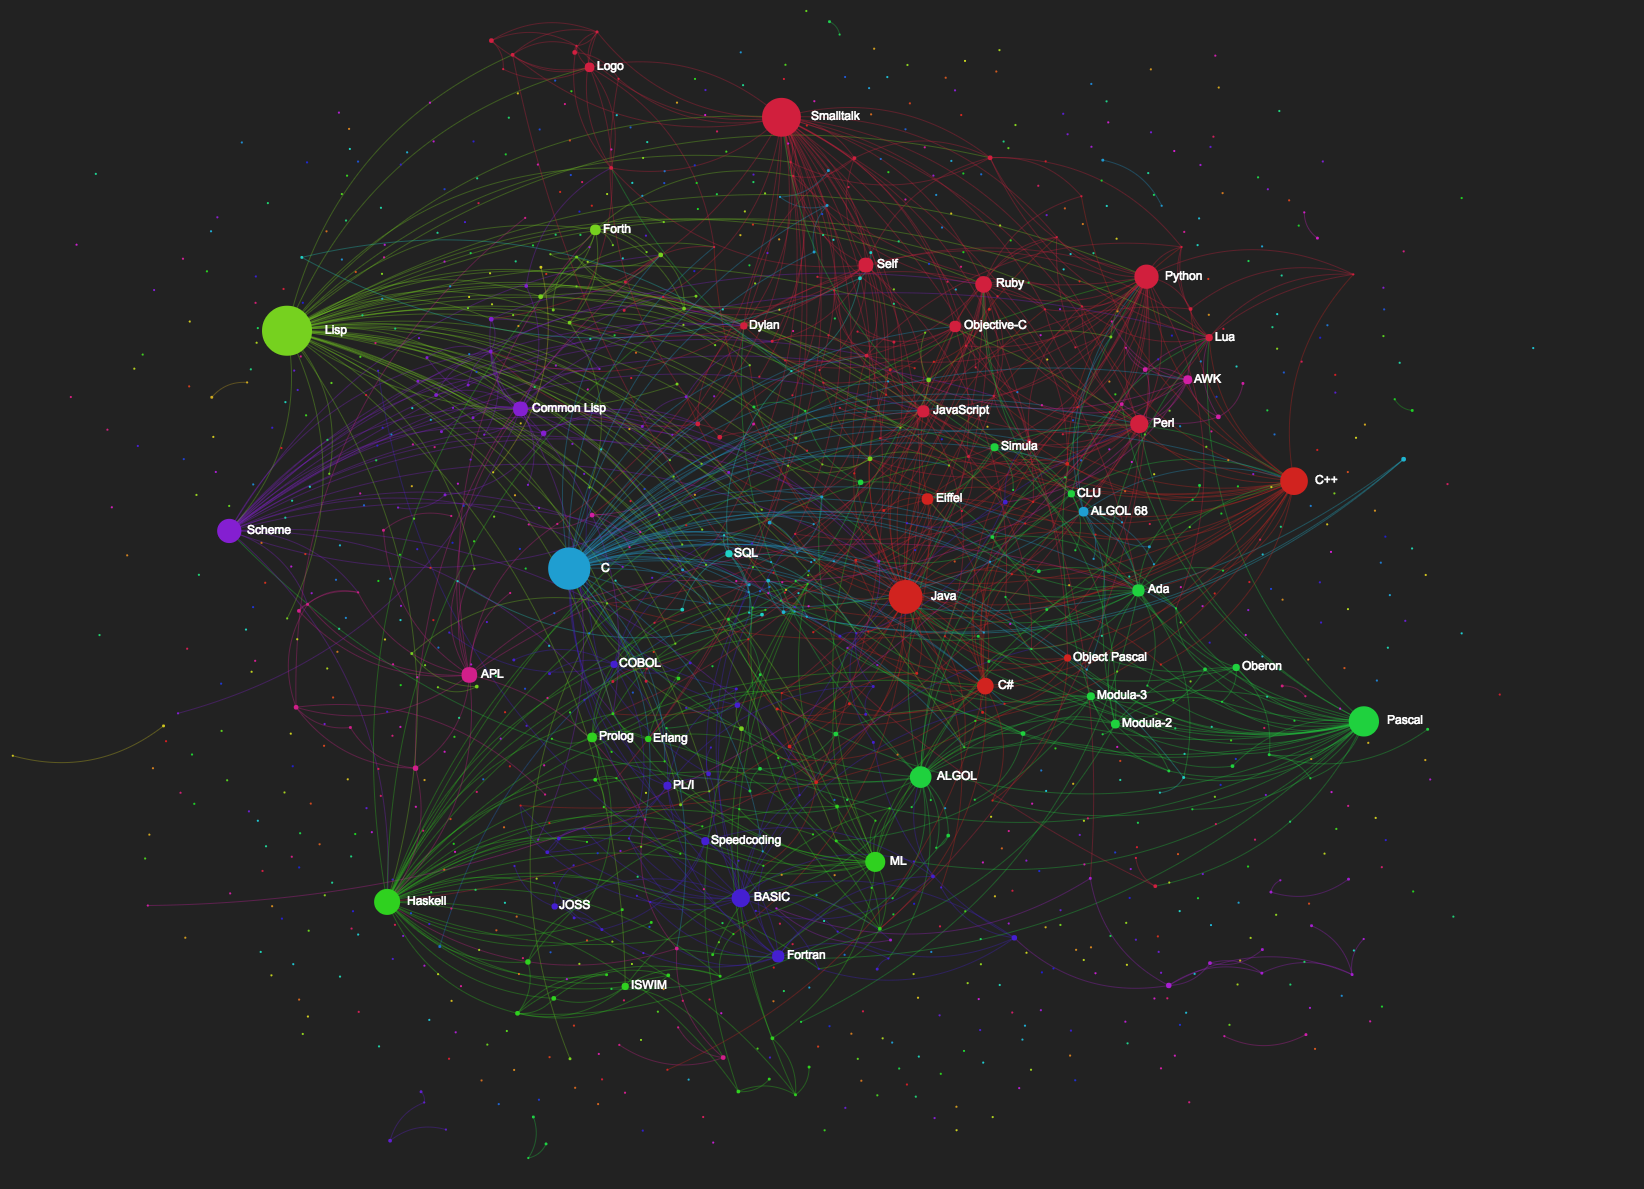 Logo
Smalltalk
Forth
Self
Python
Ruby
Lisp
Dylan
Objective-C
Lua
AWK
Common Lisp
JavaScript
Perl
Simula
C++
CLU
Eiffel
ALGOL 68
Scheme
SQL
C
Ada
Java
Object Pascal
COBOL
Oberon
APL
C#
Modula-3
Pascal
Modula-2
Prolog
Erlang
ALGOL
PL/I
Speedcoding
ML
BASIC
Haskell
JOSS
Fortran
ISWIM